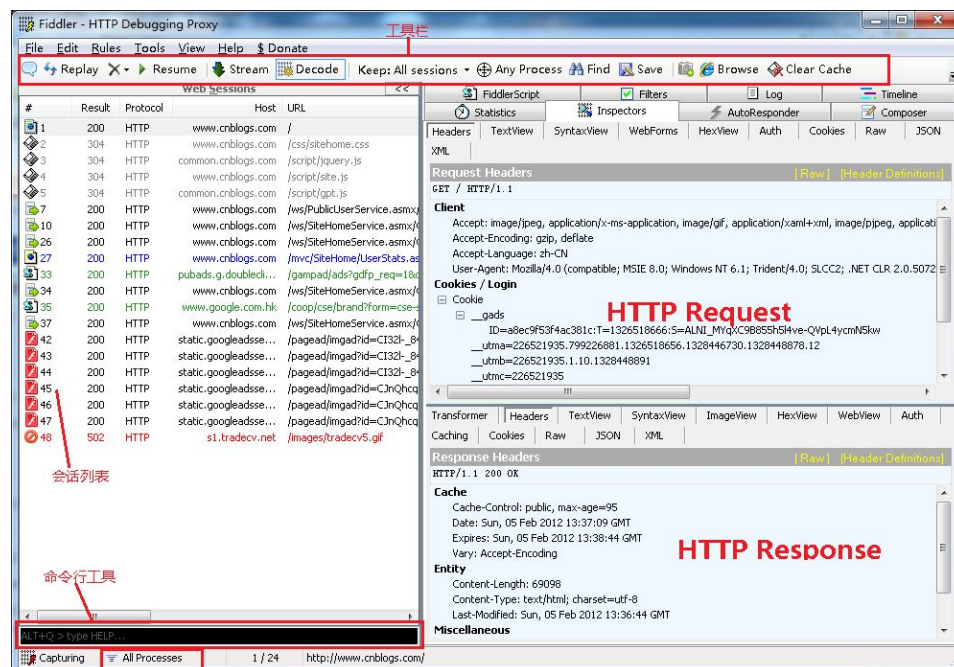 Fiddler - HTTP Debugging Proxy
File Edit Rules Tools View Help $ Donate
工具栏
Replay X Resume Stream Decode Keep: All sessions Any Process Find Save Browse Clear Cache
Web Sessions <<
# Result Protocol Host URL
1 200 HTTP www.cnblogs.com /
2 304 HTTP www.cnblogs.com /css/sitehome.css
3 304 HTTP common.cnblogs.com /script/jquery.js
4 304 HTTP www.cnblogs.com /script/site.js
5 304 HTTP common.cnblogs.com /script/gpt.js
7 200 HTTP www.cnblogs.com /ws/PublicUserService.asmx/
10 200 HTTP www.cnblogs.com /ws/SiteHomeService.asmx/
26 200 HTTP www.cnblogs.com /ws/SiteHomeService.asmx/
27 200 HTTP www.cnblogs.com /mvc/SiteHome/UserStats.as
33 200 HTTP pubads.g.doublecli... /gampad/ads?gdfp_req=1&
34 200 HTTP www.cnblogs.com /ws/SiteHomeService.asmx/
35 200 HTTP www.google.com.hk /coop/cse/brand?form=cse-s
37 200 HTTP www.cnblogs.com /ws/SiteHomeService.asmx/
42 200 HTTP static.googleadsse... /pagead/imgad?id=CI32l-_8
43 200 HTTP static.googleadsse... /pagead/imgad?id=CI32l-_8
44 200 HTTP static.googleadsse... /pagead/imgad?id=CI32l-_8
45 200 HTTP static.googleadsse... /pagead/imgad?id=CJnQhcq
46 200 HTTP static.googleadsse... /pagead/imgad?id=CJnQhcq
47 200 HTTP static.googleadsse... /pagead/imgad?id=CJnQhcq
48 502 HTTP s1.tradecv.net /images/tradecv5.gif
会话列表
命令行工具
ALT+Q > type HELP...
Capturing All Processes 1 / 24 http://www.cnblogs.com/
FiddlerScript Filters Log Timeline
Statistics Inspectors AutoResponder Composer
Headers TextView SyntaxView WebForms HexView Auth Cookies Raw JSON
XML
Request Headers [ Raw ] [Header Definitions]
GET / HTTP/1.1
Client
Accept: image/jpeg, application/x-ms-application, image/gif, application/xaml+xml, image/pjpeg, applicati
Accept-Encoding: gzip, deflate
Accept-Language: zh-CN
User-Agent: Mozilla/4.0 (compatible; MSIE 8.0; Windows NT 6.1; Trident/4.0; SLCC2; .NET CLR 2.0.5072
Cookies / Login
Cookie
__gads
ID=a8ec9f53f4ac381c:T=1326518666:S=ALNI_MYqXC9B855h5l4ve-QVpL4ycmN5kw
__utma=226521935.799226881.1326518656.1328446730.1328448878.12
__utmb=226521935.1.10.1328448891
__utmc=226521935
HTTP Request
Transformer Headers TextView SyntaxView ImageView HexView WebView Auth
Caching Cookies Raw JSON XML
Response Headers [ Raw ] [Header Definitions]
HTTP/1.1 200 OK
Cache
Cache-Control: public, max-age=95
Date: Sun, 05 Feb 2012 13:37:09 GMT
Expires: Sun, 05 Feb 2012 13:38:44 GMT
Vary: Accept-Encoding
HTTP Response
Entity
Content-Length: 69098
Content-Type: text/html; charset=utf-8
Last-Modified: Sun, 05 Feb 2012 13:36:44 GMT
Miscellaneous